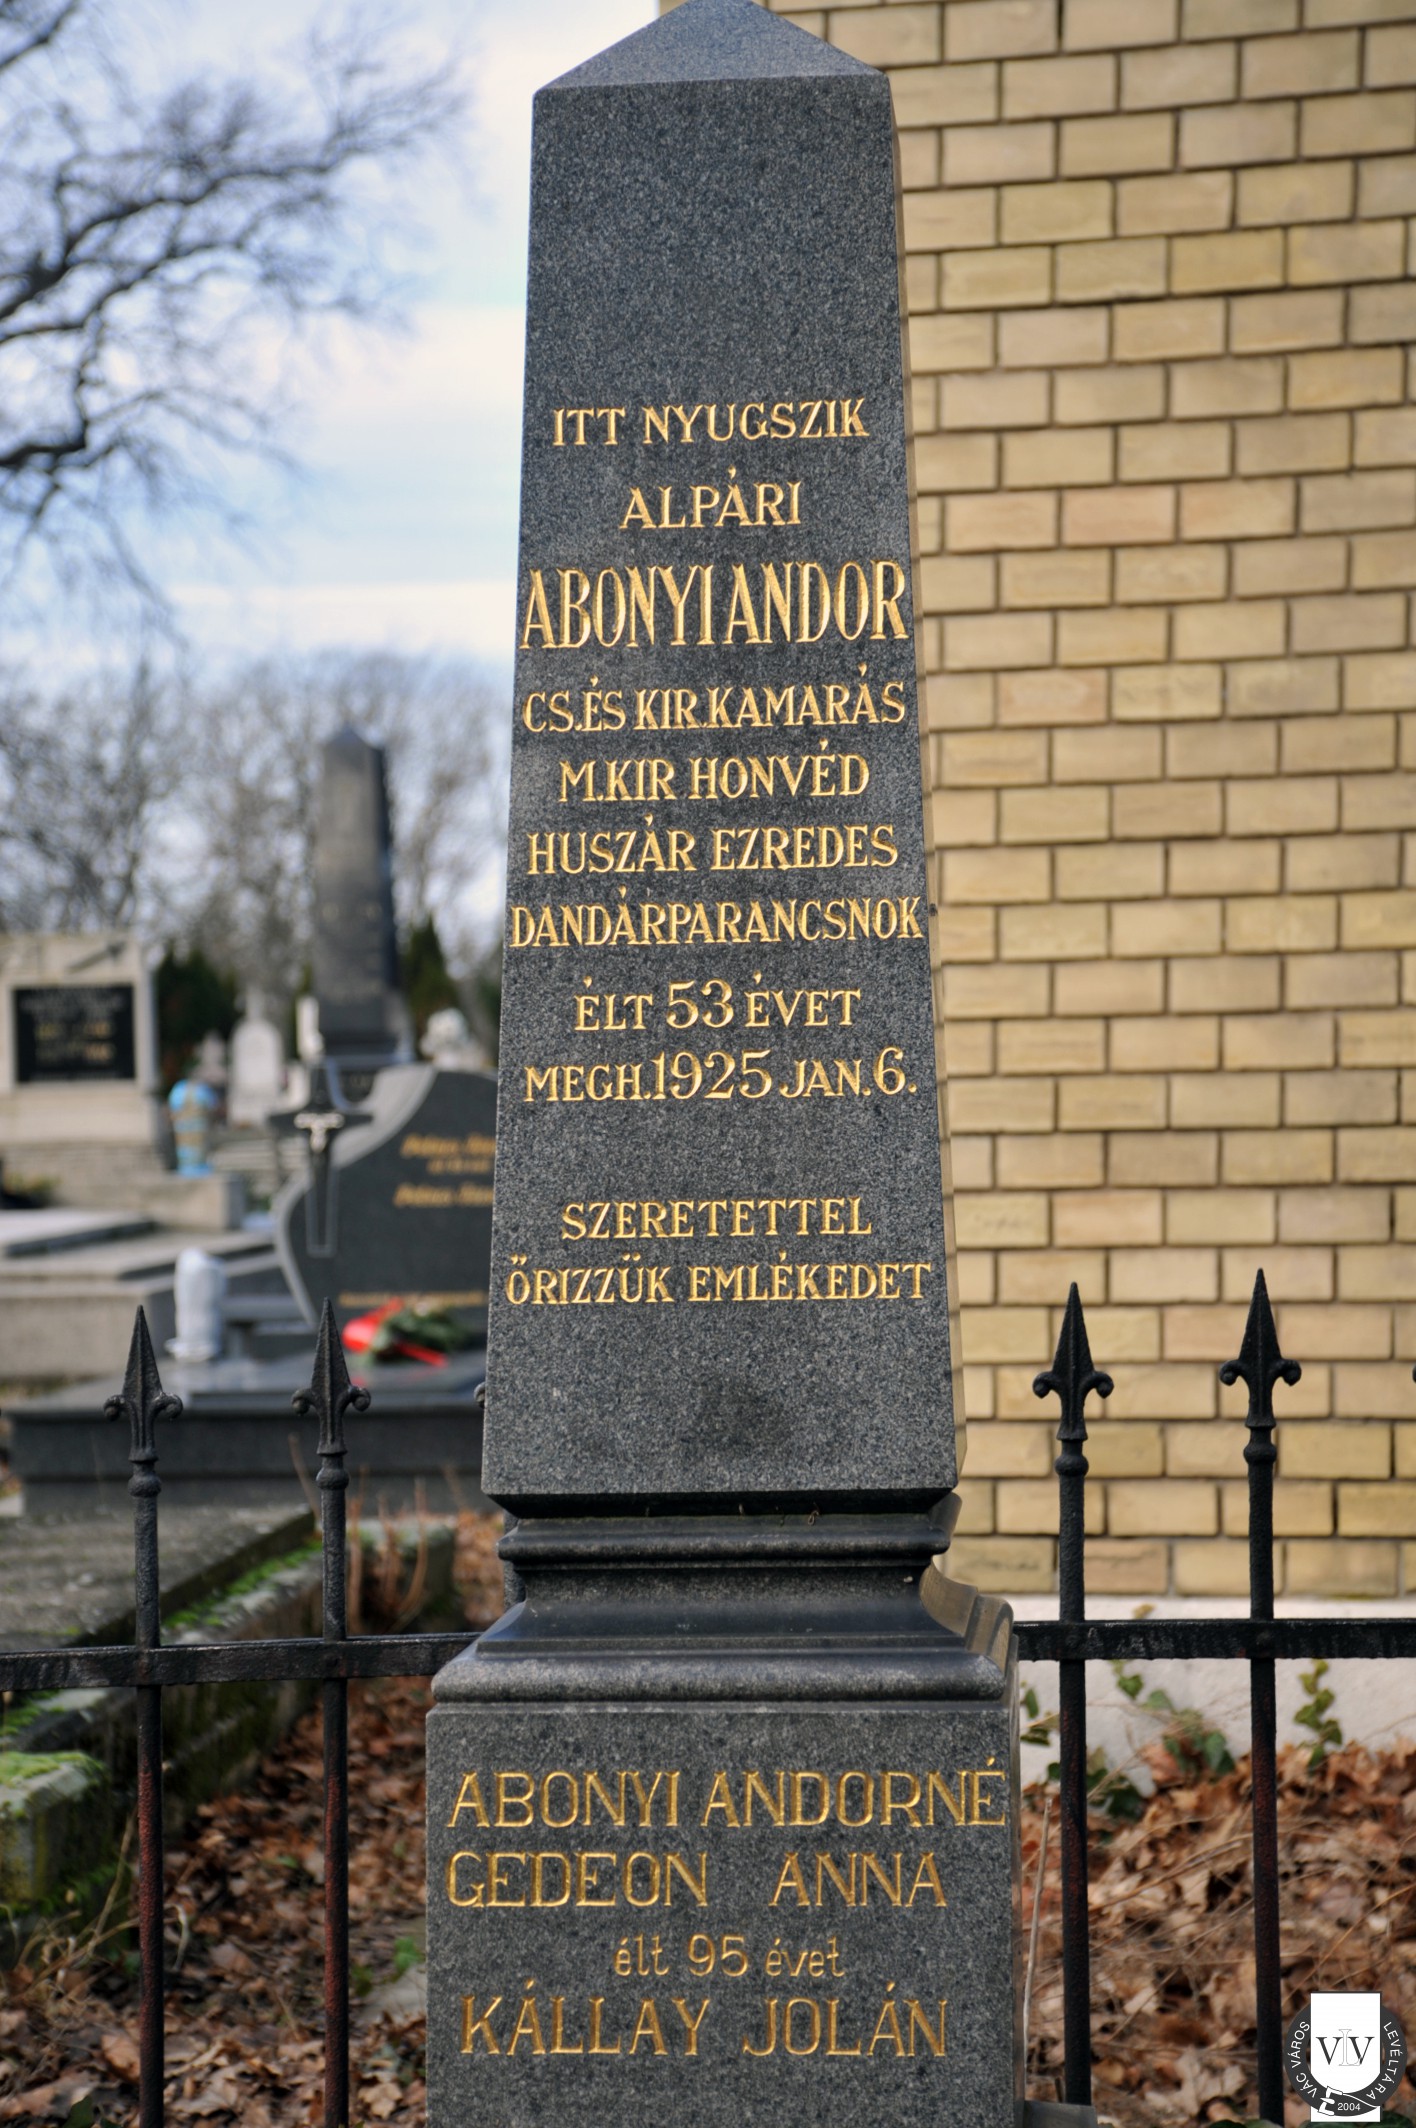 ITT NYUGSZIK
ALPÁRI
ABONYI ANDOR
CS.ÉS KIR.KAMARÁS
M.KIR HONVÉD
HUSZÁR EZREDES
DANDÁRPARANCSNOK
ÉLT 53 ÉVET
MEGH.1925 JAN.6.
SZERETETTEL
ŐRIZZÜK EMLÉKEDET
ABONYI ANDORNÉ
GEDEON ANNA
élt 95 évet
KÁLLAY JOLÁN
VÁC VÁROS LEVÉLTÁRA
VLV
2004